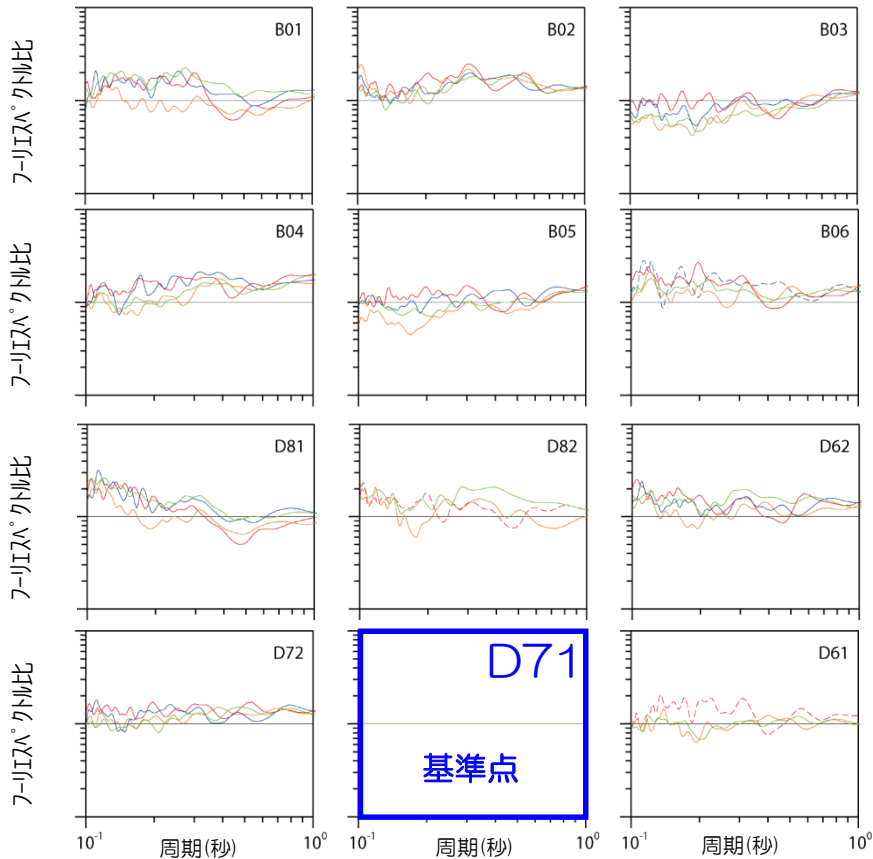 B01
B02
B03
フーリエスペクトル比
B04
B05
B06
フーリエスペクトル比
D81
D82
D62
フーリエスペクトル比
D72
D71
基準点
D61
フーリエスペクトル比
10⁻¹
周期(秒)
10⁰
10⁻¹
周期(秒)
10⁰
10⁻¹
周期(秒)
10⁰